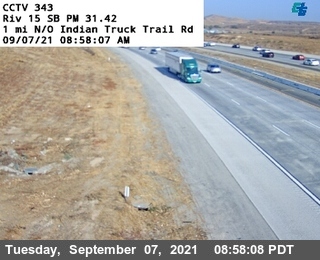 CCTV 343
Riv 15 SB PM 31.42
1 mi N/O Indian Truck Trail Rd
09/07/21 08:58:07 AM
Tuesday, September 07, 2021 08:58:08 PDT